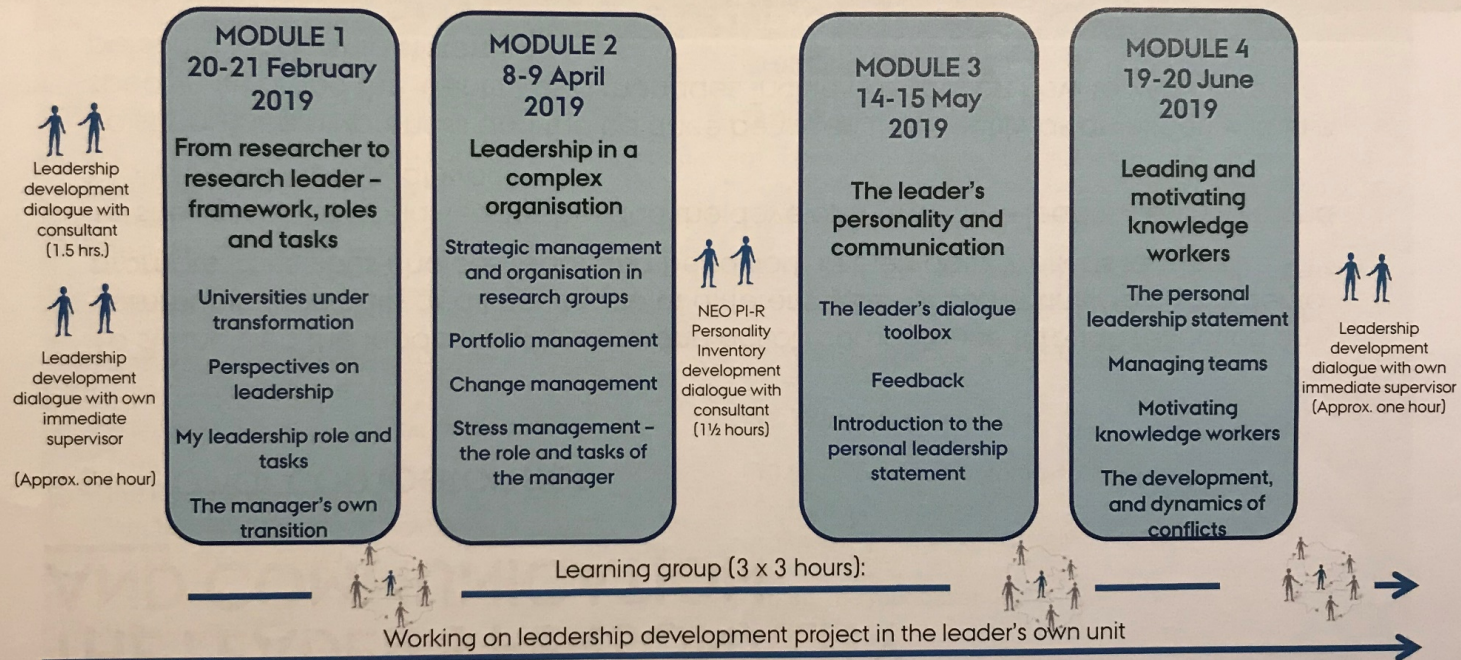 Leadership
development
dialogue with
consultant
(1.5 hrs.)
Leadership
development
dialogue with own
immediate
supervisor
(Approx. one hour)
MODULE 1
20-21 February
2019
From researcher to
research leader –
framework, roles
and tasks
Universities under
transformation
Perspectives on
leadership
My leadership role and
tasks
The manager's own
transition
MODULE 2
8-9 April
2019
Leadership in a
complex
organisation
Strategic management
and organisation in
research groups
Portfolio management
Change management
Stress management –
the role and tasks of
the manager
NEO PI-R
Personality
Inventory
development
dialogue with
consultant
(1½ hours)
MODULE 3
14-15 May
2019
The leader's
personality and
communication
The leader's dialogue
toolbox
Feedback
Introduction to the
personal leadership
statement
MODULE 4
19-20 June
2019
Leading and
motivating
knowledge
workers
The personal
leadership statement
Managing teams
Motivating
knowledge workers
The development,
and dynamics of
conflicts
Leadership
development
dialogue with own
immediate supervisor
(Approx. one hour)
Learning group (3 x 3 hours):
Working on leadership development project in the leader's own unit